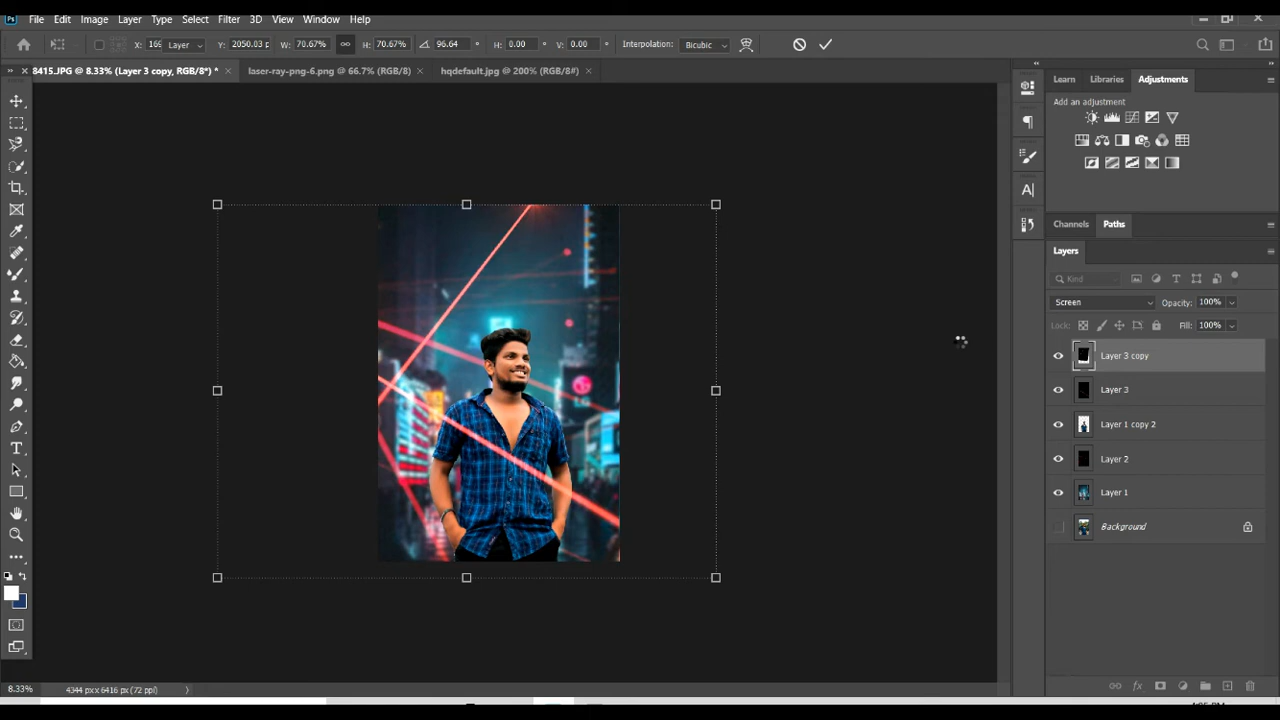 Ps File Edit Image Layer Type Select Filter 3D View Window Help
X: 166 Layer Y: 2050.03 p W: 70.67% H: 70.67% 96.64 ° H: 0.00 ° V: 0.00 ° Interpolation: Bicubic
8415.JPG @ 8.33% (Layer 3 copy, RGB/8*) * laser-ray-png-6.png @ 66.7% (RGB/8) hqdefault.jpg @ 200% (RGB/8#)
Learn Libraries Adjustments
Add an adjustment
Channels Paths
Layers
Kind
Screen Opacity: 100%
Lock: Fill: 100%
Layer 3 copy
Layer 3
Layer 1 copy 2
Layer 2
Layer 1
Background
8.33% 4344 px x 6416 px (72 ppi)